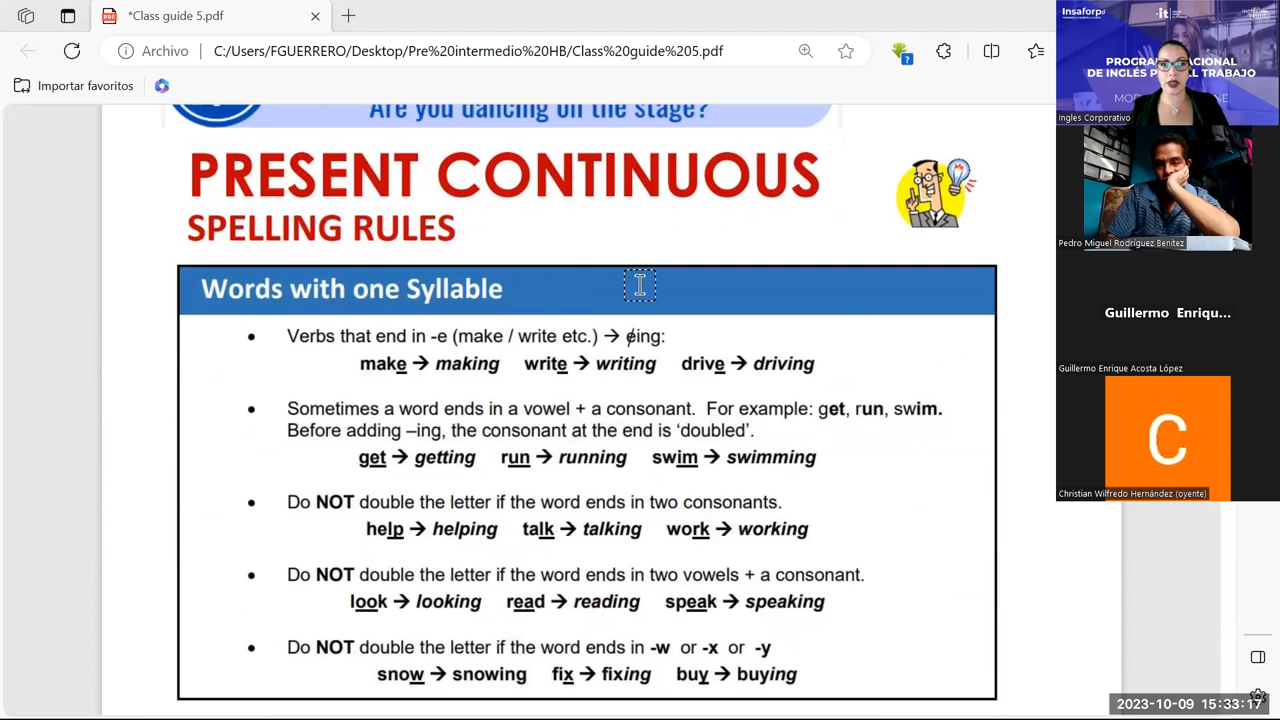 *Class guide 5.pdf
Archivo
C:/Users/FGUERRERO/Desktop/Pre%20intermedio%20HB/Class%20guide%205.pdf
Importar favoritos
Are you dancing on the stage?
PRESENT CONTINUOUS
SPELLING RULES
Words with one Syllable
• Verbs that end in -e (make / write etc.) → ɇing:
make → making write → writing drive → driving
• Sometimes a word ends in a vowel + a consonant. For example: get, run, swim.
Before adding –ing, the consonant at the end is ‘doubled’.
get → getting run → running swim → swimming
• Do NOT double the letter if the word ends in two consonants.
help → helping talk → talking work → working
• Do NOT double the letter if the word ends in two vowels + a consonant.
look → looking read → reading speak → speaking
• Do NOT double the letter if the word ends in -w or -x or -y
snow → snowing fix → fixing buy → buying
Insaforp
it
DE INGLÉS TRABAJO
Ingles Corporativo
Pedro Miguel Rodríguez Benítez
Guillermo Enriqu...
Guillermo Enrique Acosta López
C
Christian Wilfredo Hernández (oyente)
2023-10-09 15:33:17